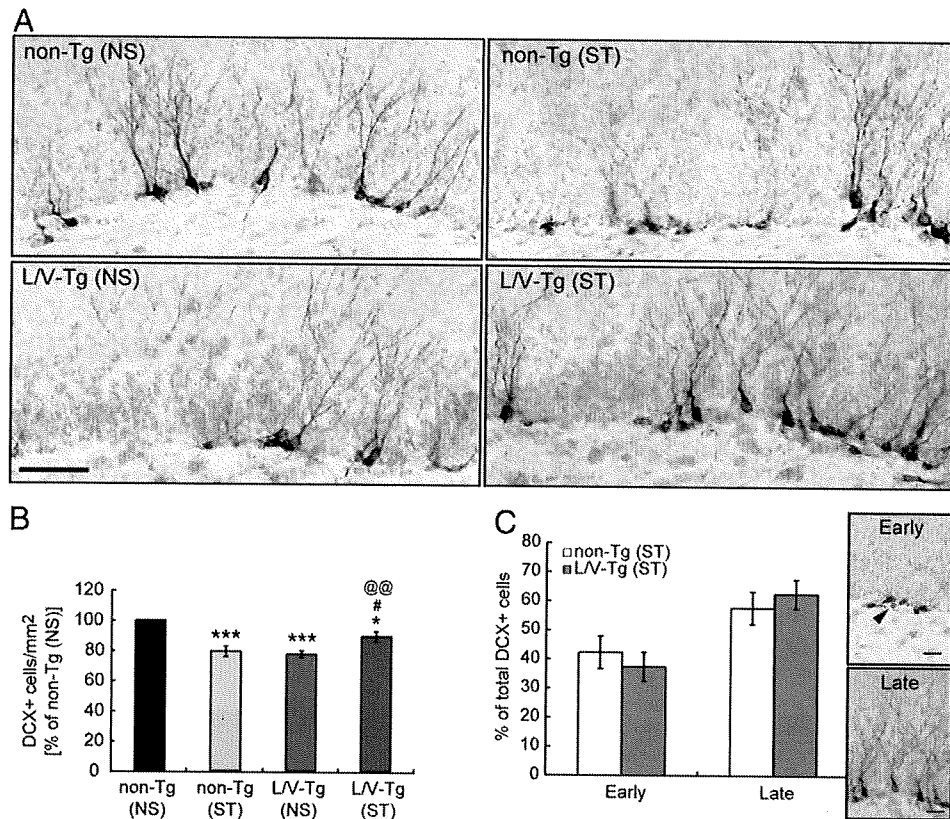 A
non-Tg (NS)
non-Tg (ST)
L/V-Tg (NS)
L/V-Tg (ST)
B
DCX+ cells/mm2
[% of non-Tg (NS)]
120
100
80
60
40
20
0
***
***
@@
#
*
non-Tg
(NS)
non-Tg
(ST)
L/V-Tg
(NS)
L/V-Tg
(ST)
C
% of total DCX+ cells
80
70
60
50
40
30
20
10
0
non-Tg (ST)
L/V-Tg (ST)
Early
Late
Early
Late